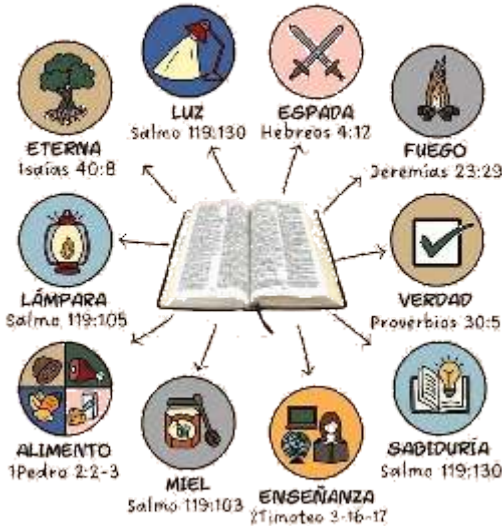 LUZ
Salmo 119:130
ESPADA
Hebreos 4:12
ETERNA
Isaías 40:8
FUEGO
Jeremías 23:29
LÁMPARA
Salmo 119:105
VERDAD
Proverbios 30:5
ALIMENTO
1Pedro 2:2-3
MIEL
Salmo 119:103
ENSEÑANZA
2Timoteo 3-16-17
SABIDURÍA
Salmo 119:130